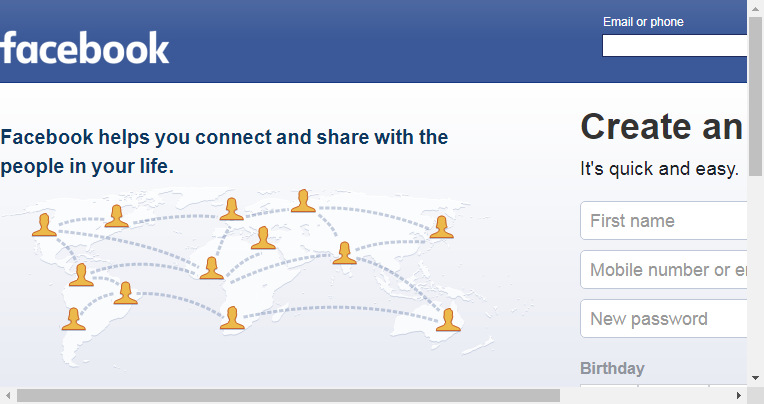 facebook
Email or phone
Facebook helps you connect and share with the
people in your life.
Create an
It's quick and easy.
First name
Mobile number or
New password
Birthday